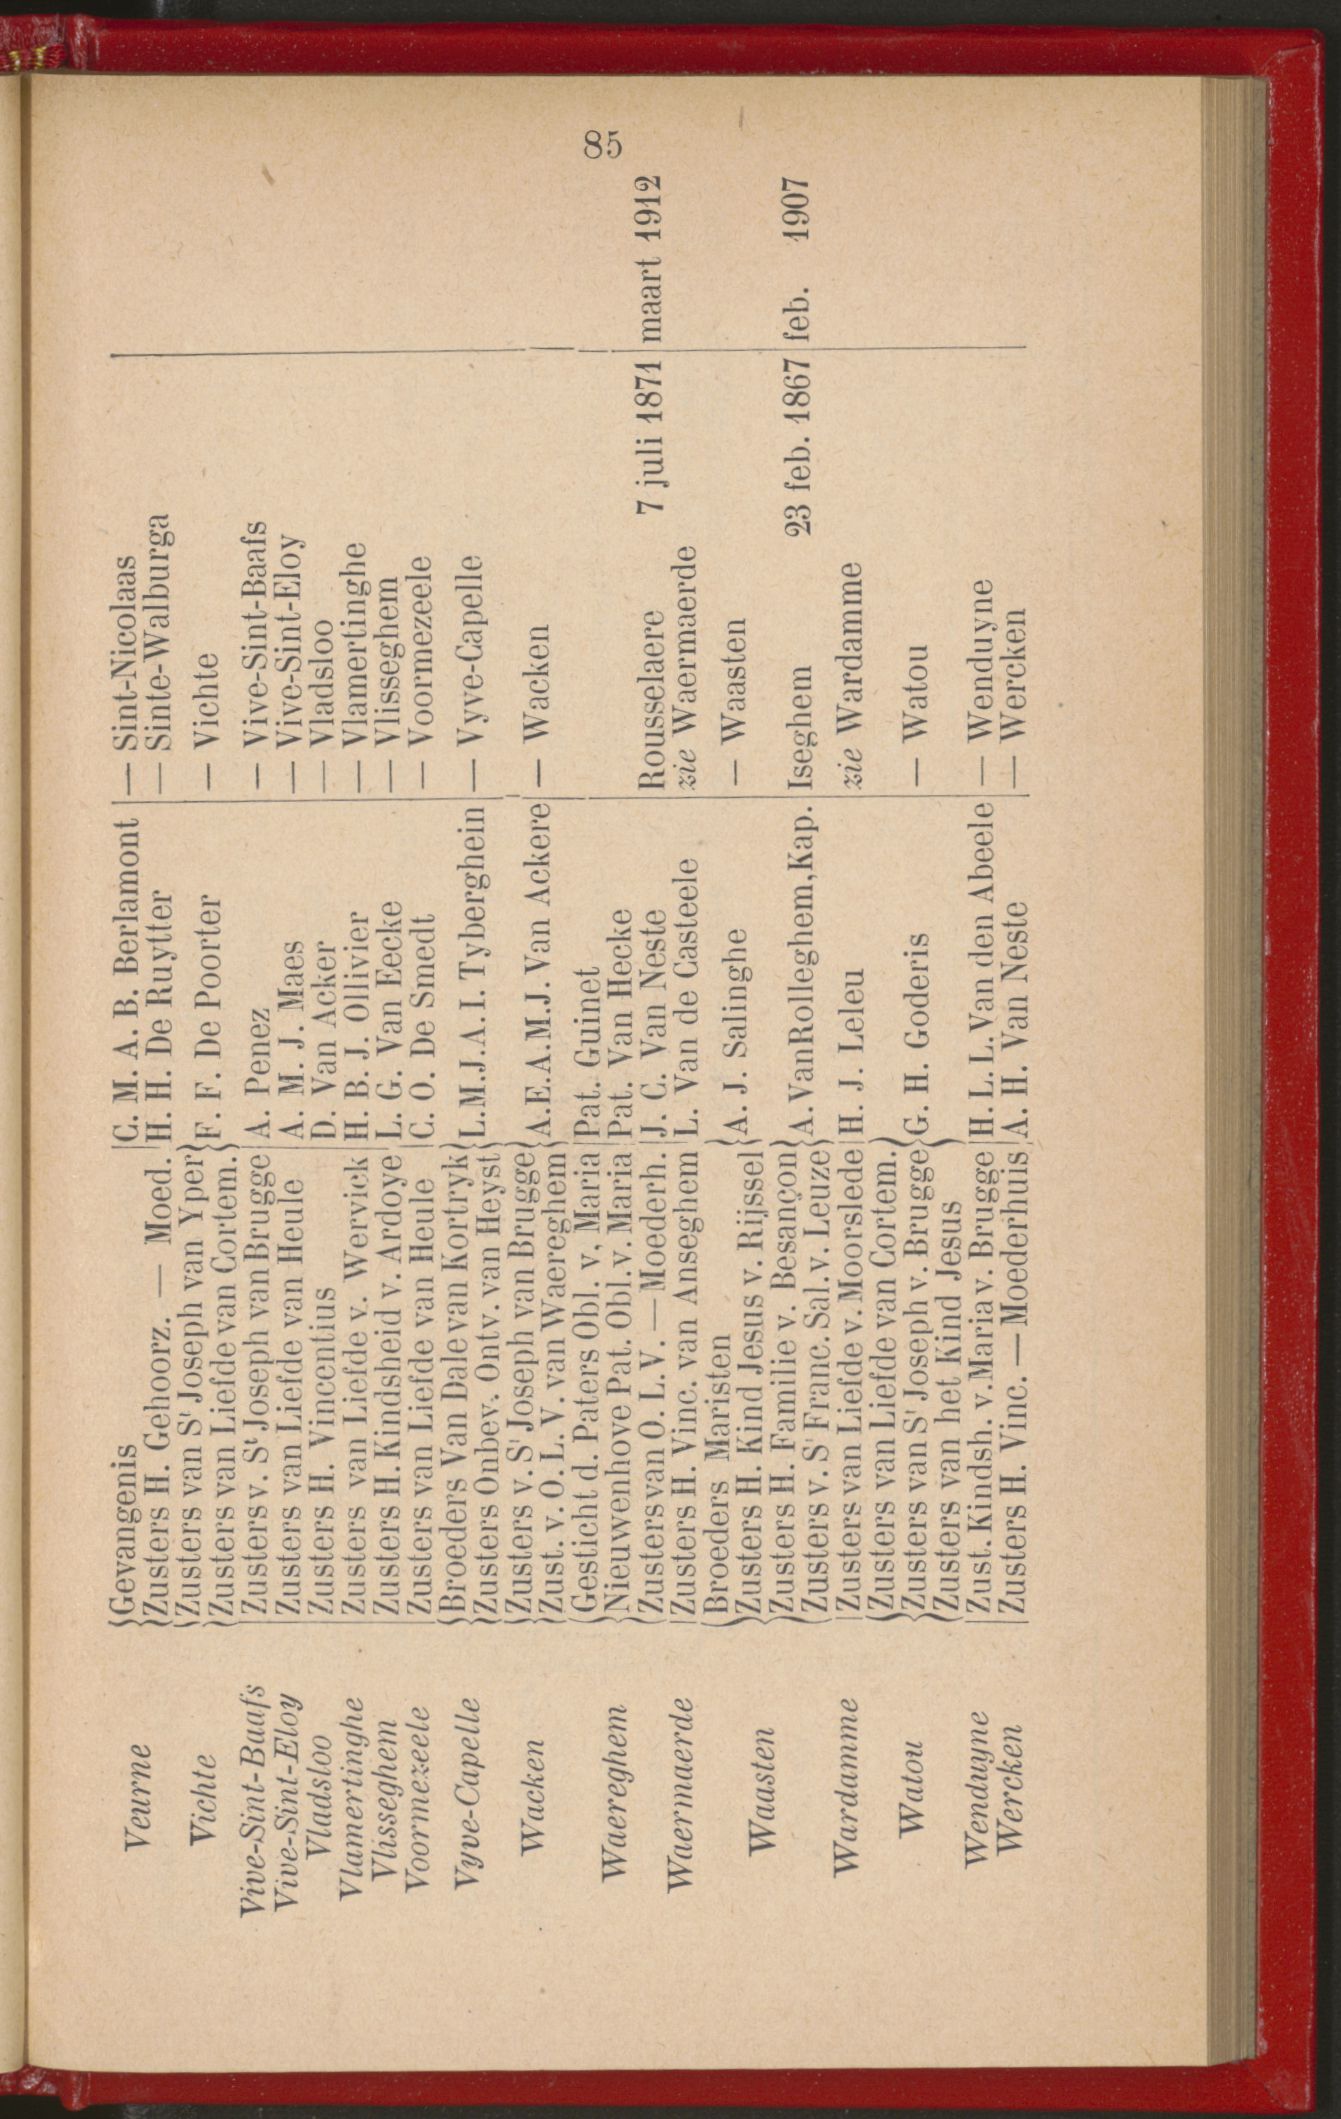 85
Veurne Gevangenis C. M. A. B. Berlamont — Sint-Nicolaas
Zusters H. Gehoorz. — Moed. H. H. De Ruytter — Sinte-Walburga
Zusters van St Joseph van Yper
Vichte F. F. De Poorter — Vichte
Zusters van Liefde van Cortem.
Vive-Sint-Baafs Zusters v. St Joseph van Brugge A. Penez — Vive-Sint-Baafs
Vive-Sint-Eloy Zusters van Liefde van Heule A. M. J. Maes — Vive-Sint-Eloy
Vladsloo Zusters H. Vincentius D. Van Acker — Vladsloo
Vlamertinghe Zusters van Liefde v. Wervick H. B. J. Ollivier — Vlamertinghe
Vlisseghem Zusters H. Kindsheid v. Ardoye L. G. Van Eecke — Vlisseghem
Voormezeele Zusters van Liefde van Heule C. O. De Smedt — Voormezeele
Broeders Van Dale van Kortryk
Vyve-Capelle L.M.J.A.I. Tyberghein — Vyve-Capelle
Zusters Onbev. Ontv. van Heyst
Zusters v. St Joseph van Brugge
Wacken A.E.A.M.J. Van Ackere — Wacken
Zust. v. O. L. V. van Waereghem
Gesticht d. Paters Obl. v. Maria Pat. Guinet
Waereghem Nieuwenhove Pat. Obl. v. Maria Pat. Van Hecke
Zusters van O. L. V. — Moederh. J. C. Van Neste Rousselaere 7 juli 1871 maart 1912
Waermaerde Zusters H. Vinc. van Anseghem L. Van de Casteele zie Waermaerde
Broeders Maristen
Waasten Zusters H. Kind Jesus v. Rijssel A. J. Salinghe — Waasten
Zusters H. Familie v. Besançon
Zusters v. St Franc. Sal. v. Leuze A. Van Rolleghem, Kap. Iseghem 23 feb. 1867 feb. 1907
Wardamme Zusters van Liefde v. Moorslede H. J. Leleu zie Wardamme
Zusters van Liefde van Cortem.
Watou Zusters van St Joseph v. Brugge G. H. Goderis — Watou
Zusters van het Kind Jesus
Wenduyne Zust. Kindsh. v. Maria v. Brugge H. L. L. Van den Abeele — Wenduyne
Wercken Zusters H. Vinc. — Moederhuis A. H. Van Neste — Wercken